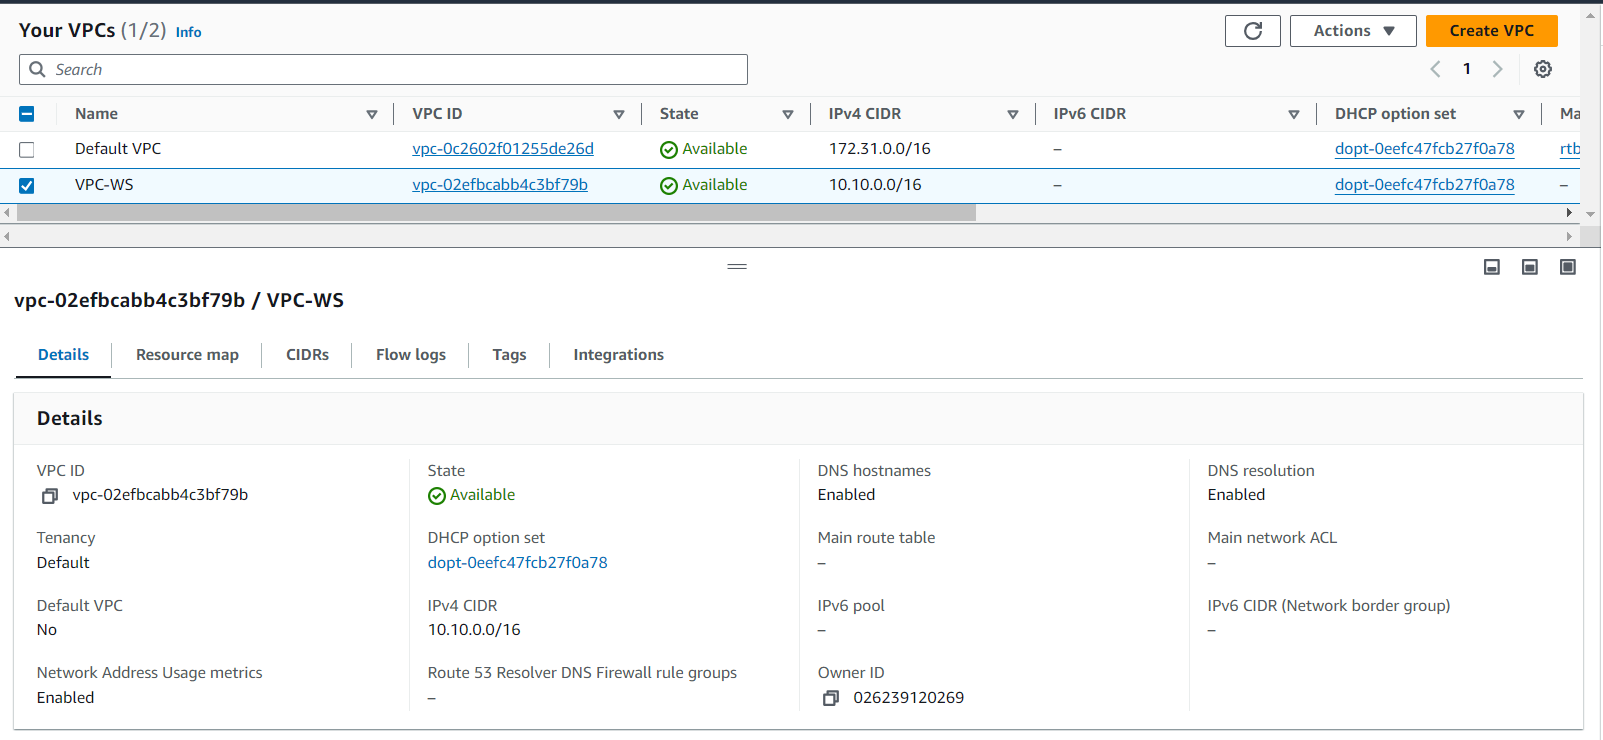 Your VPCs (1/2) Info
Actions
Create VPC
Search
1
Name VPC ID State IPv4 CIDR IPv6 CIDR DHCP option set Ma
Default VPC vpc-0c2602f01255de26d Available 172.31.0.0/16 – dopt-0eefc47fcb27f0a78 rtb
VPC-WS vpc-02efbcabb4c3bf79b Available 10.10.0.0/16 – dopt-0eefc47fcb27f0a78 –
vpc-02efbcabb4c3bf79b / VPC-WS
Details Resource map CIDRs Flow logs Tags Integrations
Details
VPC ID State DNS hostnames DNS resolution
vpc-02efbcabb4c3bf79b Available Enabled Enabled
Tenancy DHCP option set Main route table Main network ACL
Default dopt-0eefc47fcb27f0a78 – –
Default VPC IPv4 CIDR IPv6 pool IPv6 CIDR (Network border group)
No 10.10.0.0/16 – –
Network Address Usage metrics Route 53 Resolver DNS Firewall rule groups Owner ID
Enabled – 026239120269